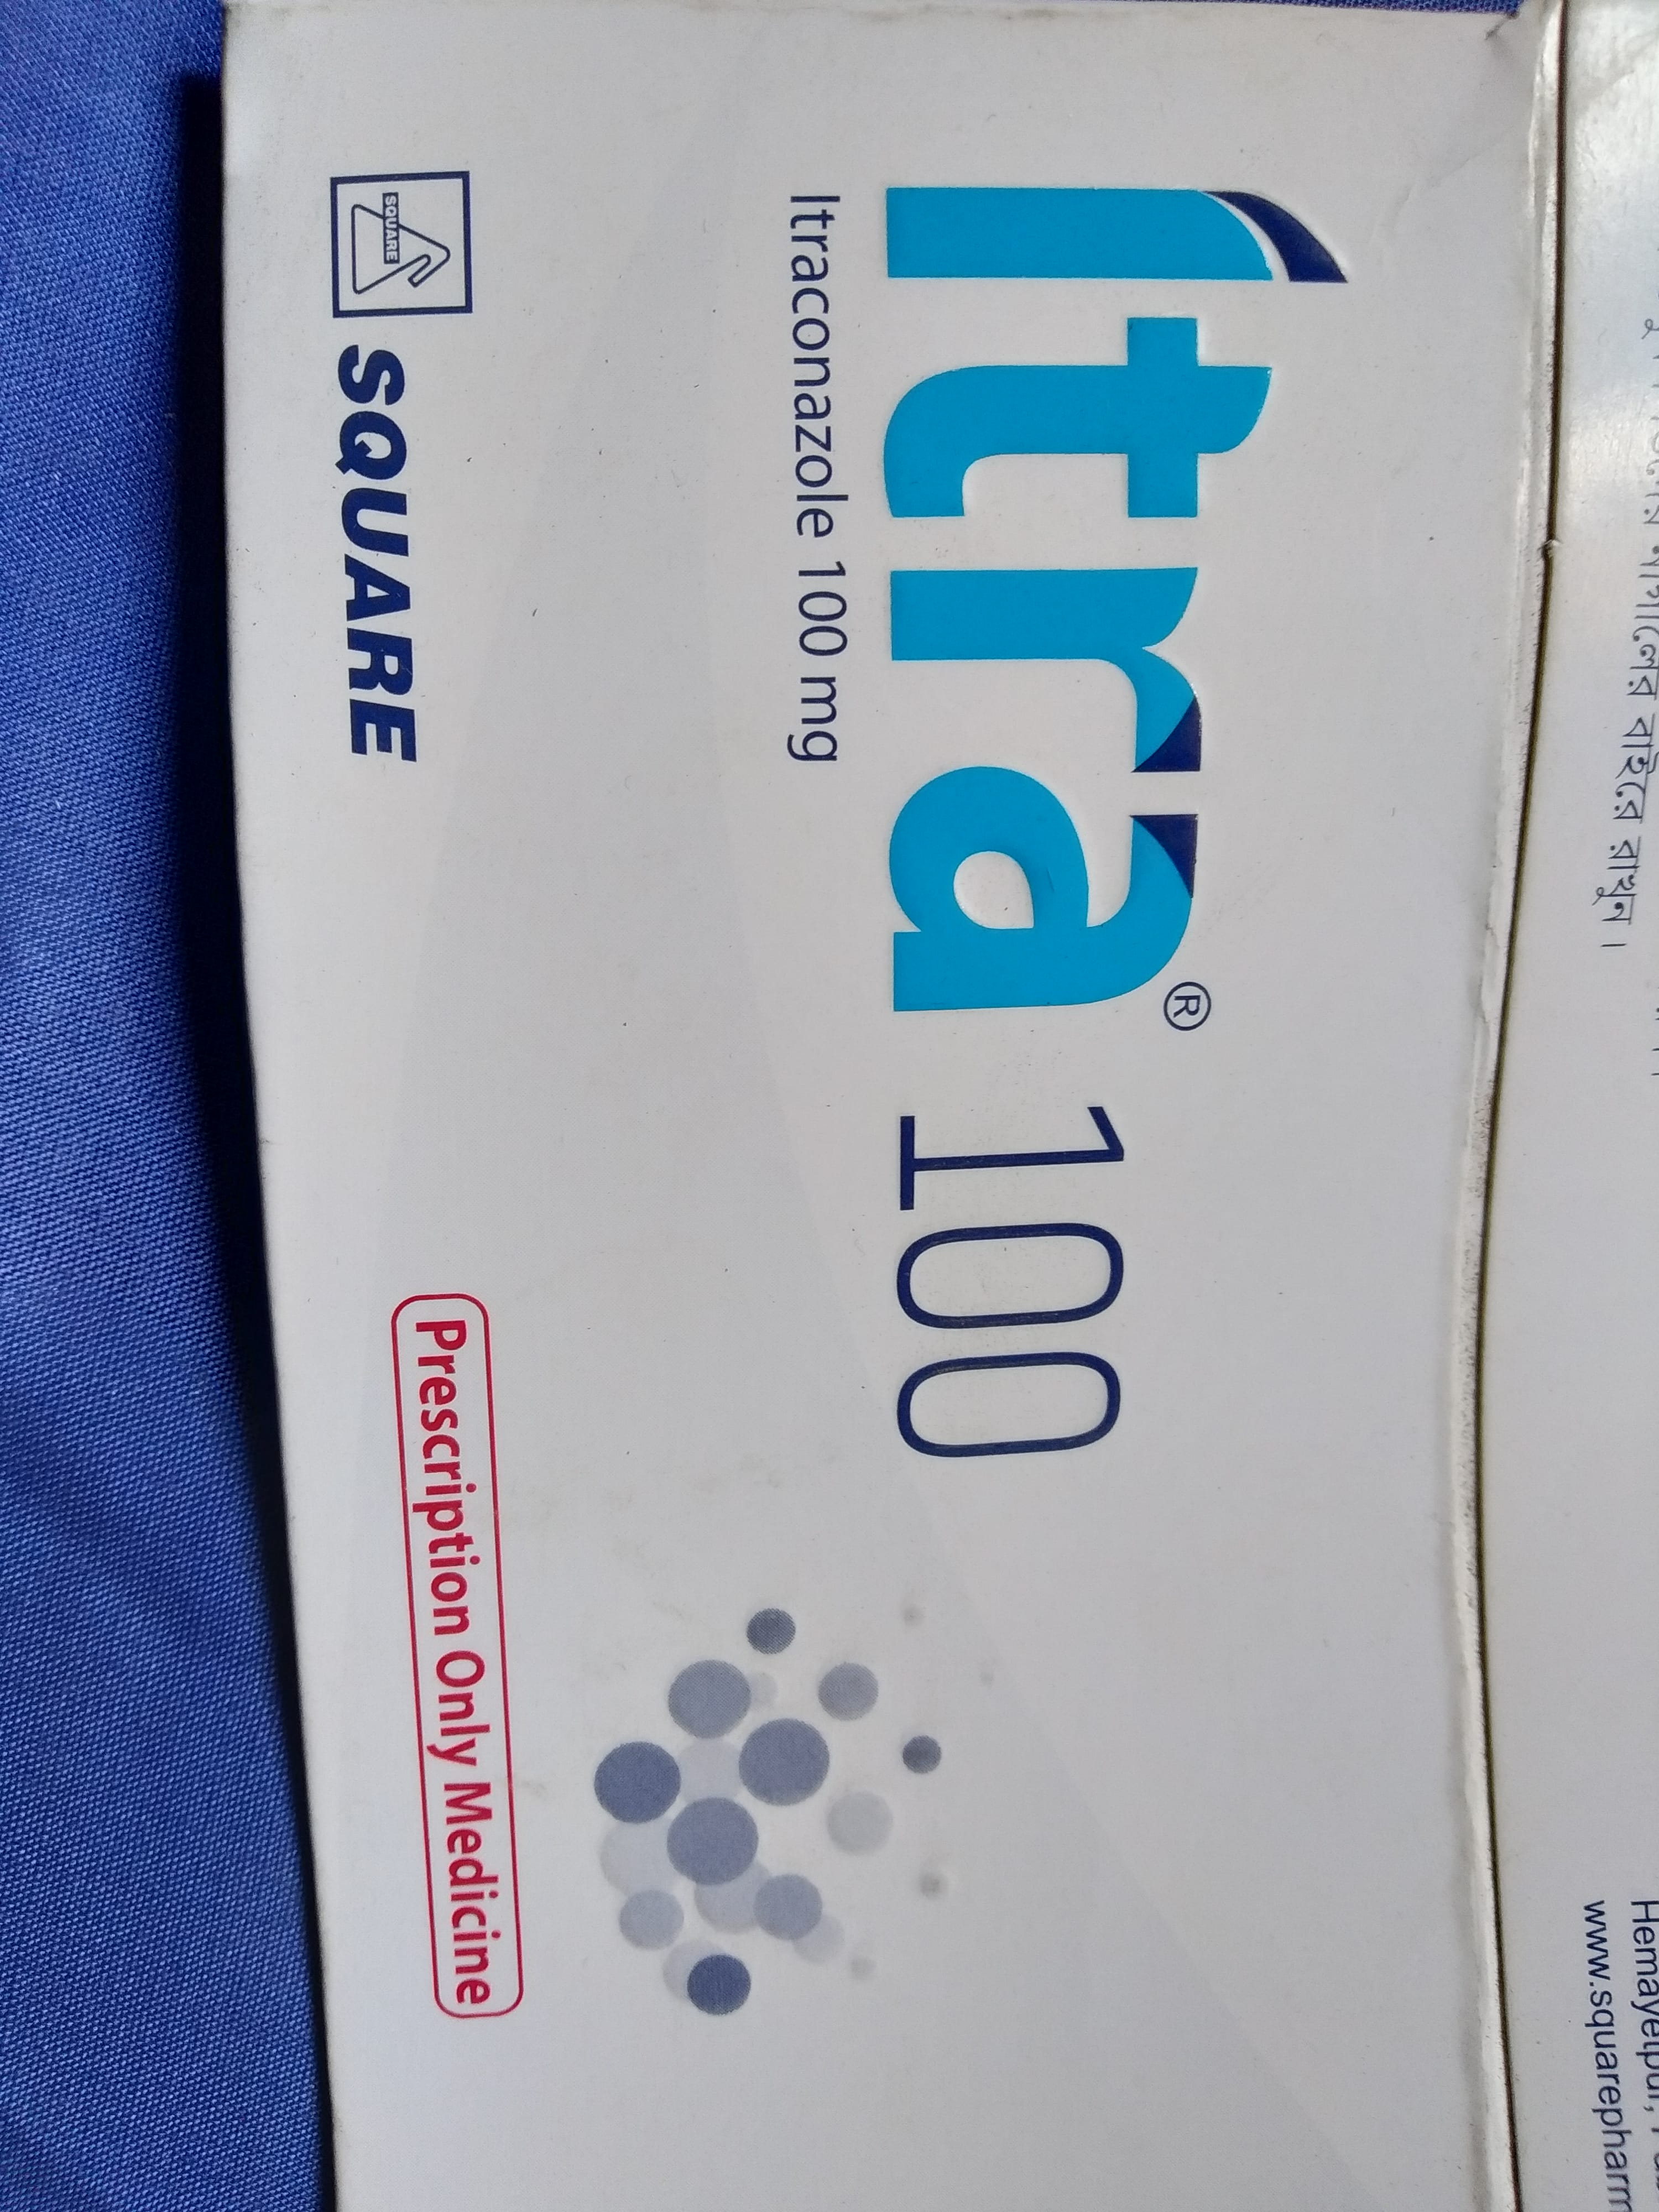 নাগালের বাইরে রাখুন।
Hemayetpur,
www.squarepharm
Itra® 100
Itraconazole 100 mg
Prescription Only Medicine
SQUARE
SQUARE